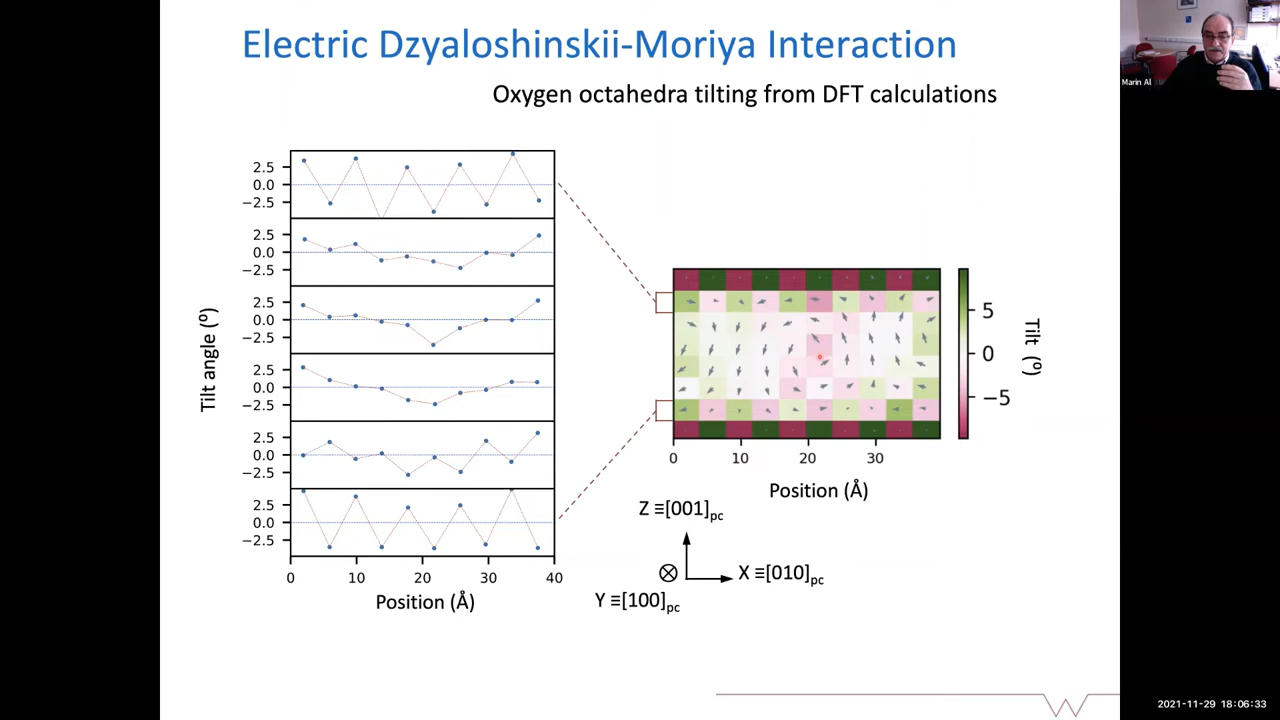 Electric Dzyaloshinskii-Moriya Interaction
Oxygen octahedra tilting from DFT calculations
Marin Al
Tilt angle (º)
2.5
0.0
−2.5
2.5
0.0
−2.5
2.5
0.0
−2.5
2.5
0.0
−2.5
2.5
0.0
−2.5
2.5
0.0
−2.5
0 10 20 30 40
Position (Å)
5
0
−5
Tilt (º)
0 10 20 30
Position (Å)
Z ≡[001]pc
X ≡[010]pc
Y ≡[100]pc
2021-11-29 18:06:33